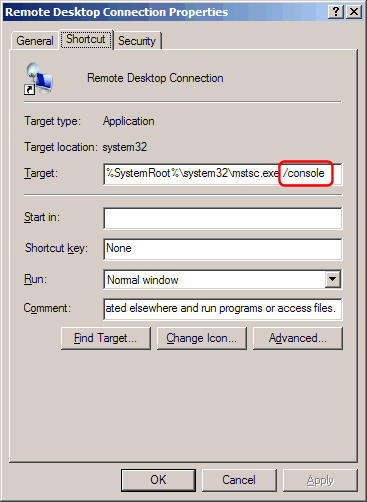 Remote Desktop Connection Properties
General Shortcut Security
Remote Desktop Connection
Target type: Application
Target location: system32
Target: %SystemRoot%\system32\mstsc.exe /console
Start in:
Shortcut key: None
Run: Normal window
Comment: ated elsewhere and run programs or access files.
Find Target... Change Icon... Advanced...
OK Cancel Apply